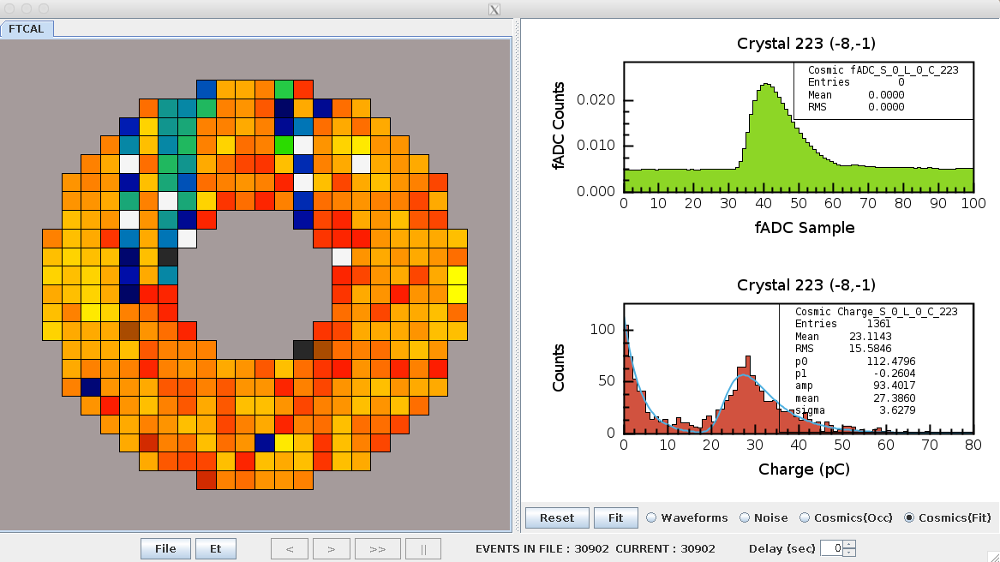 X
FTCAL
Crystal 223 (-8,-1)
Cosmic fADC_S_0_L_0_C_223
Entries 0
Mean 0.0000
RMS 0.0000
fADC Counts
0.020
0.010
0.000
0 10 20 30 40 50 60 70 80 90 100
fADC Sample
Crystal 223 (-8,-1)
Cosmic Charge_S_0_L_0_C_223
Entries 1361
Mean 23.1143
RMS 15.5846
p0 112.4796
p1 -0.2604
amp 93.4017
mean 27.3860
sigma 3.6279
Counts
100
50
0
0 10 20 30 40 50 60 70 80
Charge (pC)
Reset Fit Waveforms Noise Cosmics{Occ} Cosmics{Fit}
File Et < > >> || EVENTS IN FILE : 30902 CURRENT : 30902 Delay {sec} 0